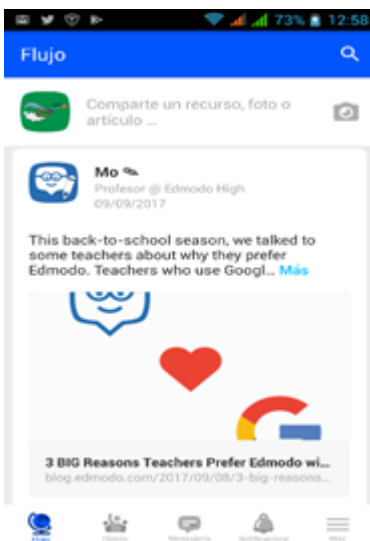 73% 12:58
Flujo
Comparte un recurso, foto o
artículo ...
Mo
Profesor @ Edmodo High
09/09/2017
This back-to-school season, we talked to
some teachers about why they prefer
Edmodo. Teachers who use Googl... Más
3 BIG Reasons Teachers Prefer Edmodo wi...
blog.edmodo.com/2017/09/08/3-big-reasons...
Flujo Clases Mensajería Notificaciones Más